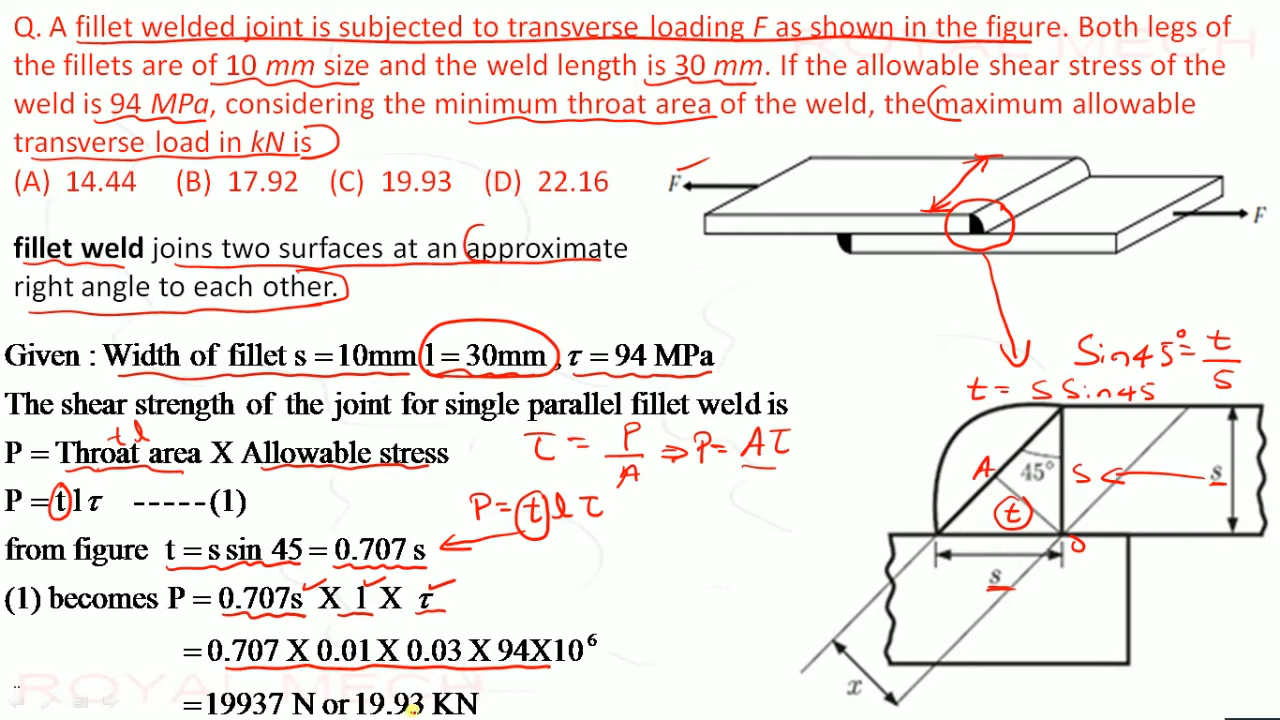 Q. A fillet welded joint is subjected to transverse loading F as shown in the figure. Both legs of
the fillets are of 10 mm size and the weld length is 30 mm. If the allowable shear stress of the
weld is 94 MPa, considering the minimum throat area of the weld, the maximum allowable
transverse load in kN is
(A) 14.44 (B) 17.92 (C) 19.93 (D) 22.16
F
F
fillet weld joins two surfaces at an approximate
right angle to each other.
Given : Width of fillet s = 10mm, l = 30mm, τ = 94 MPa
Sin45° = t/s
t = s Sin45
The shear strength of the joint for single parallel fillet weld is
t l
P = Throat area X Allowable stress
τ = P/A ⇒ P = Aτ
P = t l τ -----(1)
P = t l τ
from figure t = s sin 45 = 0.707 s
(1) becomes P = 0.707s X l X τ
= 0.707 X 0.01 X 0.03 X 94X10⁶
= 19937 N or 19.93 KN
A
45°
s
s
t
s
x
ROYAL MECH
ROYAL MECH